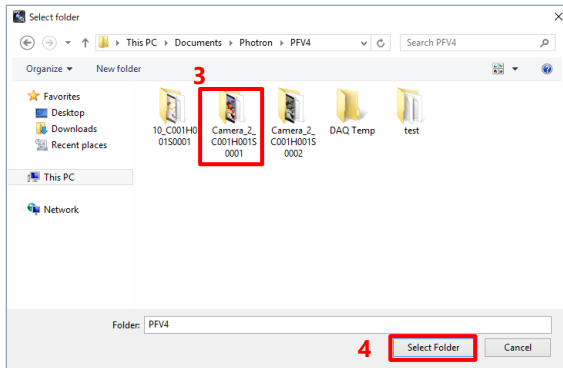 Select folder
This PC Documents Photron PFV4
Search PFV4
Organize
New folder
3
Favorites
Desktop
Downloads
Recent places
This PC
Network
10_C001H0
01S0001
Camera_2_
C001H001S
0001
Camera_2_
C001H001S
0002
DAQ Temp
test
Folder: PFV4
4
Select Folder
Cancel